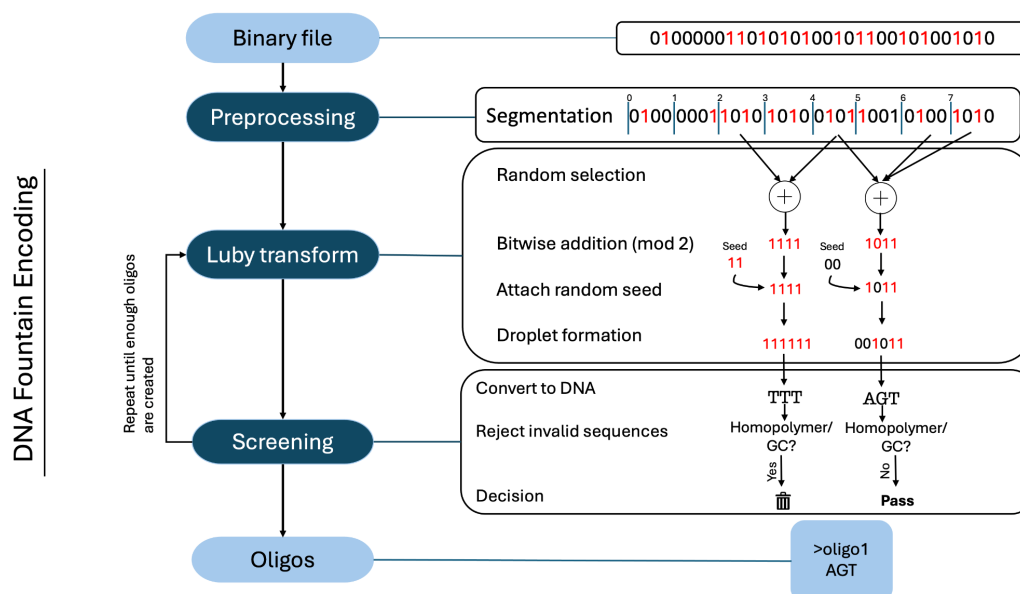 DNA Fountain Encoding
Binary file
01000001101010100101100101001010
Preprocessing
Segmentation
0 1 2 3 4 5 6 7
0100 0001 1010 1010 0101 1001 0100 1010
Luby transform
Repeat until enough oligos
are created
Random selection
+ +
Bitwise addition (mod 2)
Seed
11
1111
Seed
00
1011
Attach random seed
1111
1011
Droplet formation
111111
001011
Screening
Convert to DNA
TTT
AGT
Reject invalid sequences
Homopolymer/
GC?
Homopolymer/
GC?
Yes
No
Decision
Pass
Oligos
>oligo1
AGT